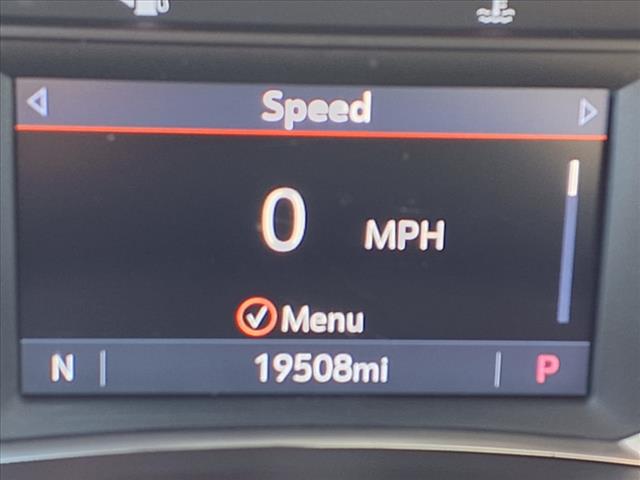 Speed
0 MPH
Menu
N 19508mi P